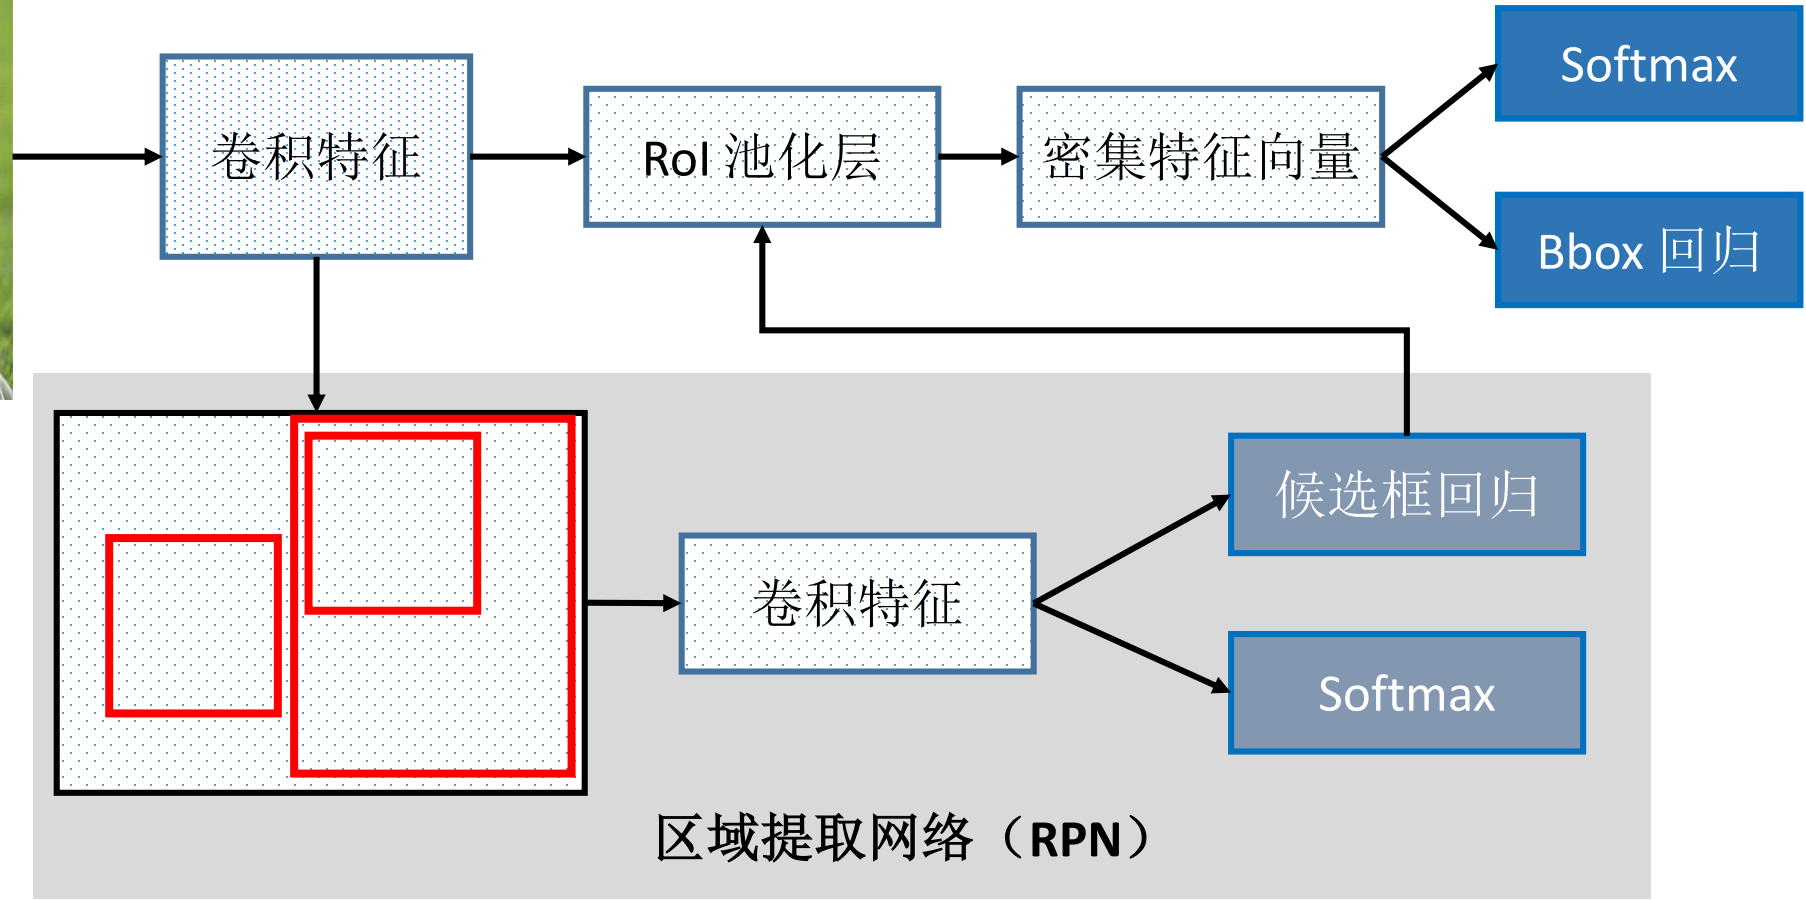 Softmax
卷积特征
RoI 池化层
密集特征向量
Bbox 回归
候选框回归
卷积特征
Softmax
区域提取网络（RPN）